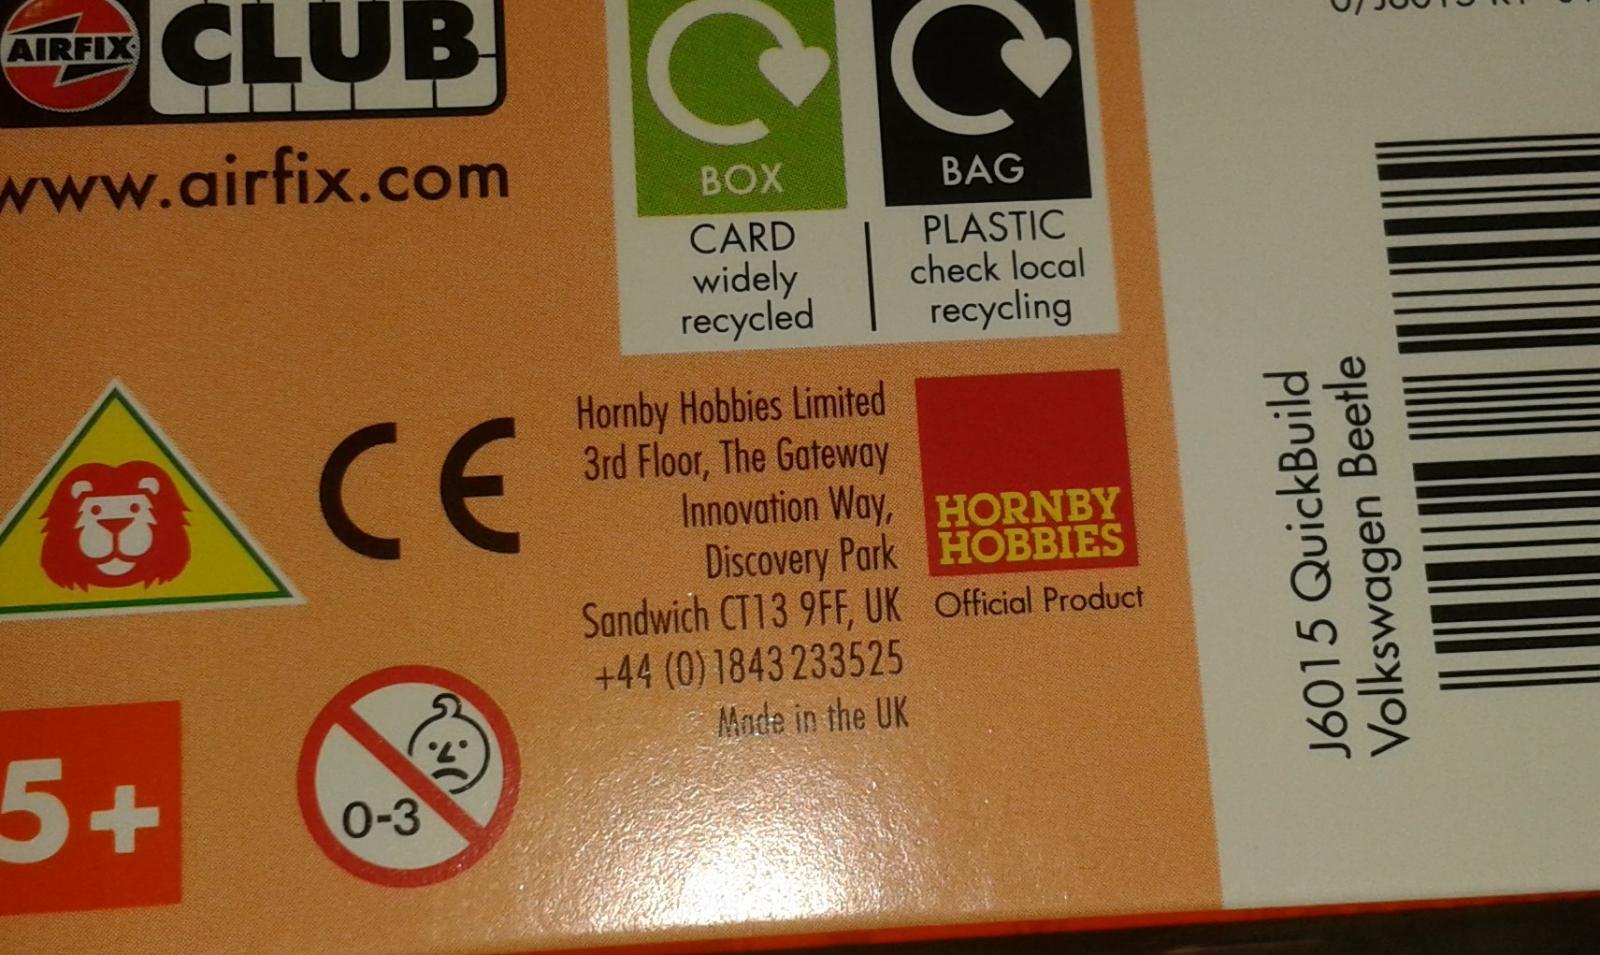 AIRFIX
CLUB
www.airfix.com
BOX
CARD
widely
recycled
BAG
PLASTIC
check local
recycling
CE
Hornby Hobbies Limited
3rd Floor, The Gateway
Innovation Way,
Discovery Park
Sandwich CT13 9FF, UK
+44 (0)1843 233525
Made in the UK
HORNBY
HOBBIES
Official Product
5+
0-3
J6015 QuickBuild
Volkswagen Beetle